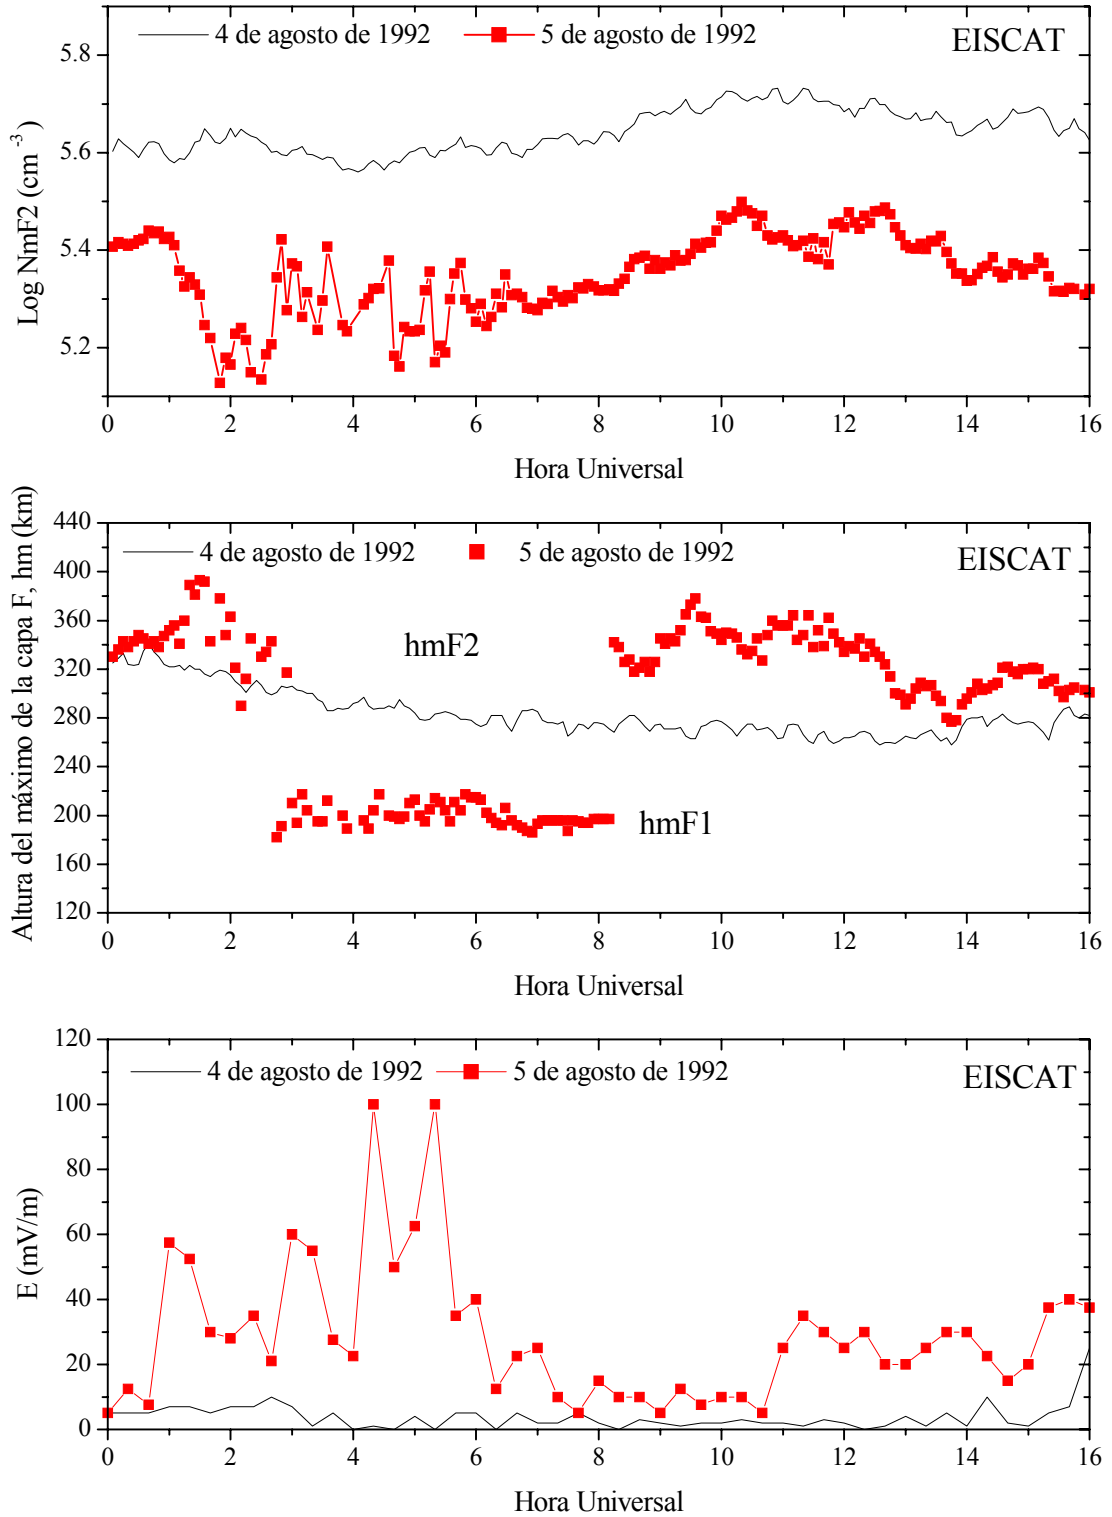 4 de agosto de 1992 5 de agosto de 1992 EISCAT
Log NmF2 (cm⁻³)
5.8
5.6
5.4
5.2
0 2 4 6 8 10 12 14 16
Hora Universal
4 de agosto de 1992 5 de agosto de 1992 EISCAT
Altura del máximo de la capa F, hm (km)
440
400
360
320
280
240
200
160
120
hmF2
hmF1
0 2 4 6 8 10 12 14 16
Hora Universal
4 de agosto de 1992 5 de agosto de 1992 EISCAT
E (mV/m)
120
100
80
60
40
20
0
0 2 4 6 8 10 12 14 16
Hora Universal